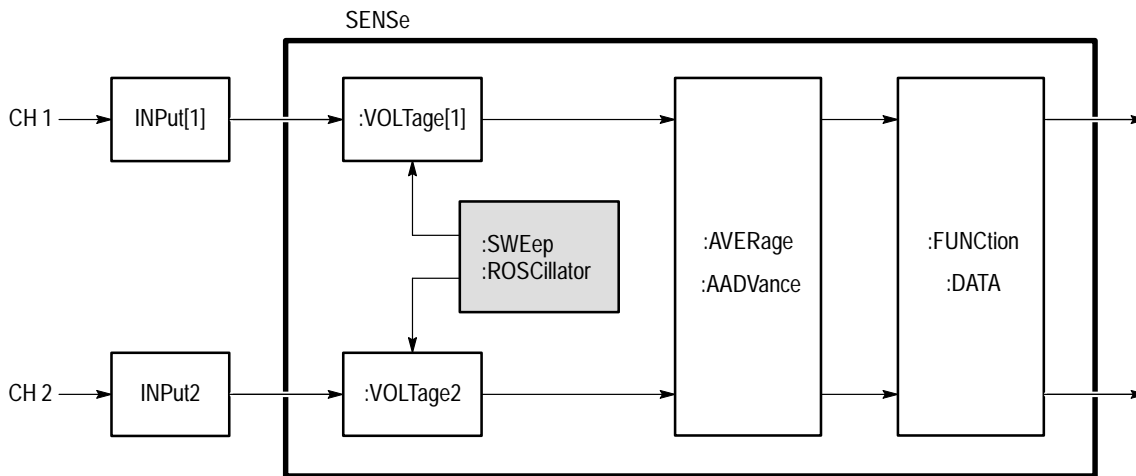 SENSe
CH 1
INPut[1]
:VOLTage[1]
:SWEep
:ROSCillator
:AVERage
:AADVance
:FUNCtion
:DATA
CH 2
INPut2
:VOLTage2